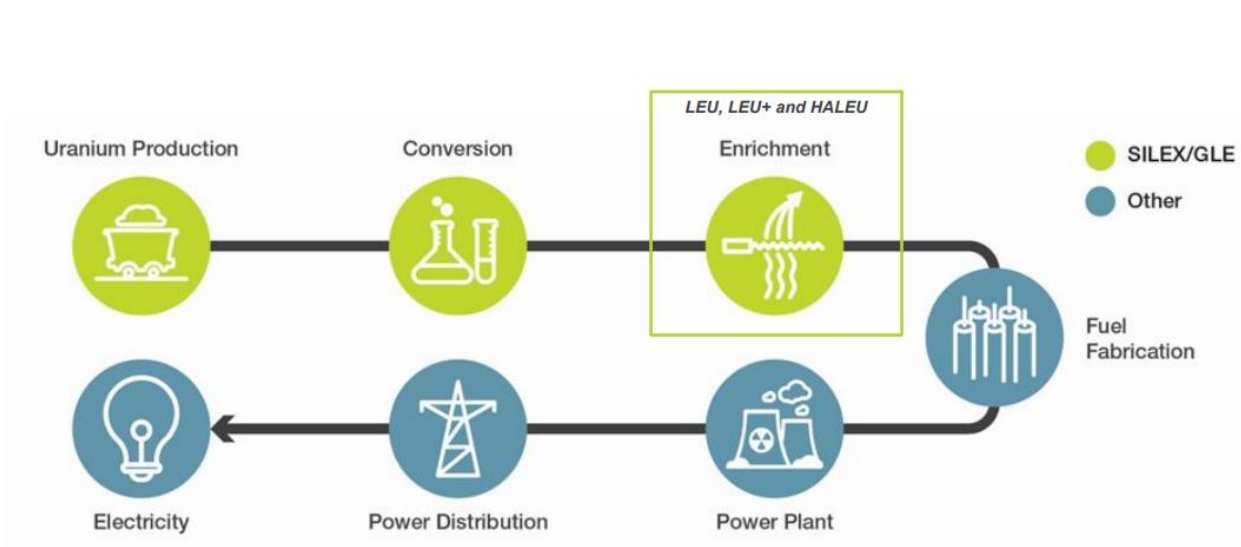 LEU, LEU+ and HALEU
Uranium Production
Conversion
Enrichment
SILEX/GLE
Other
Fuel
Fabrication
Electricity
Power Distribution
Power Plant